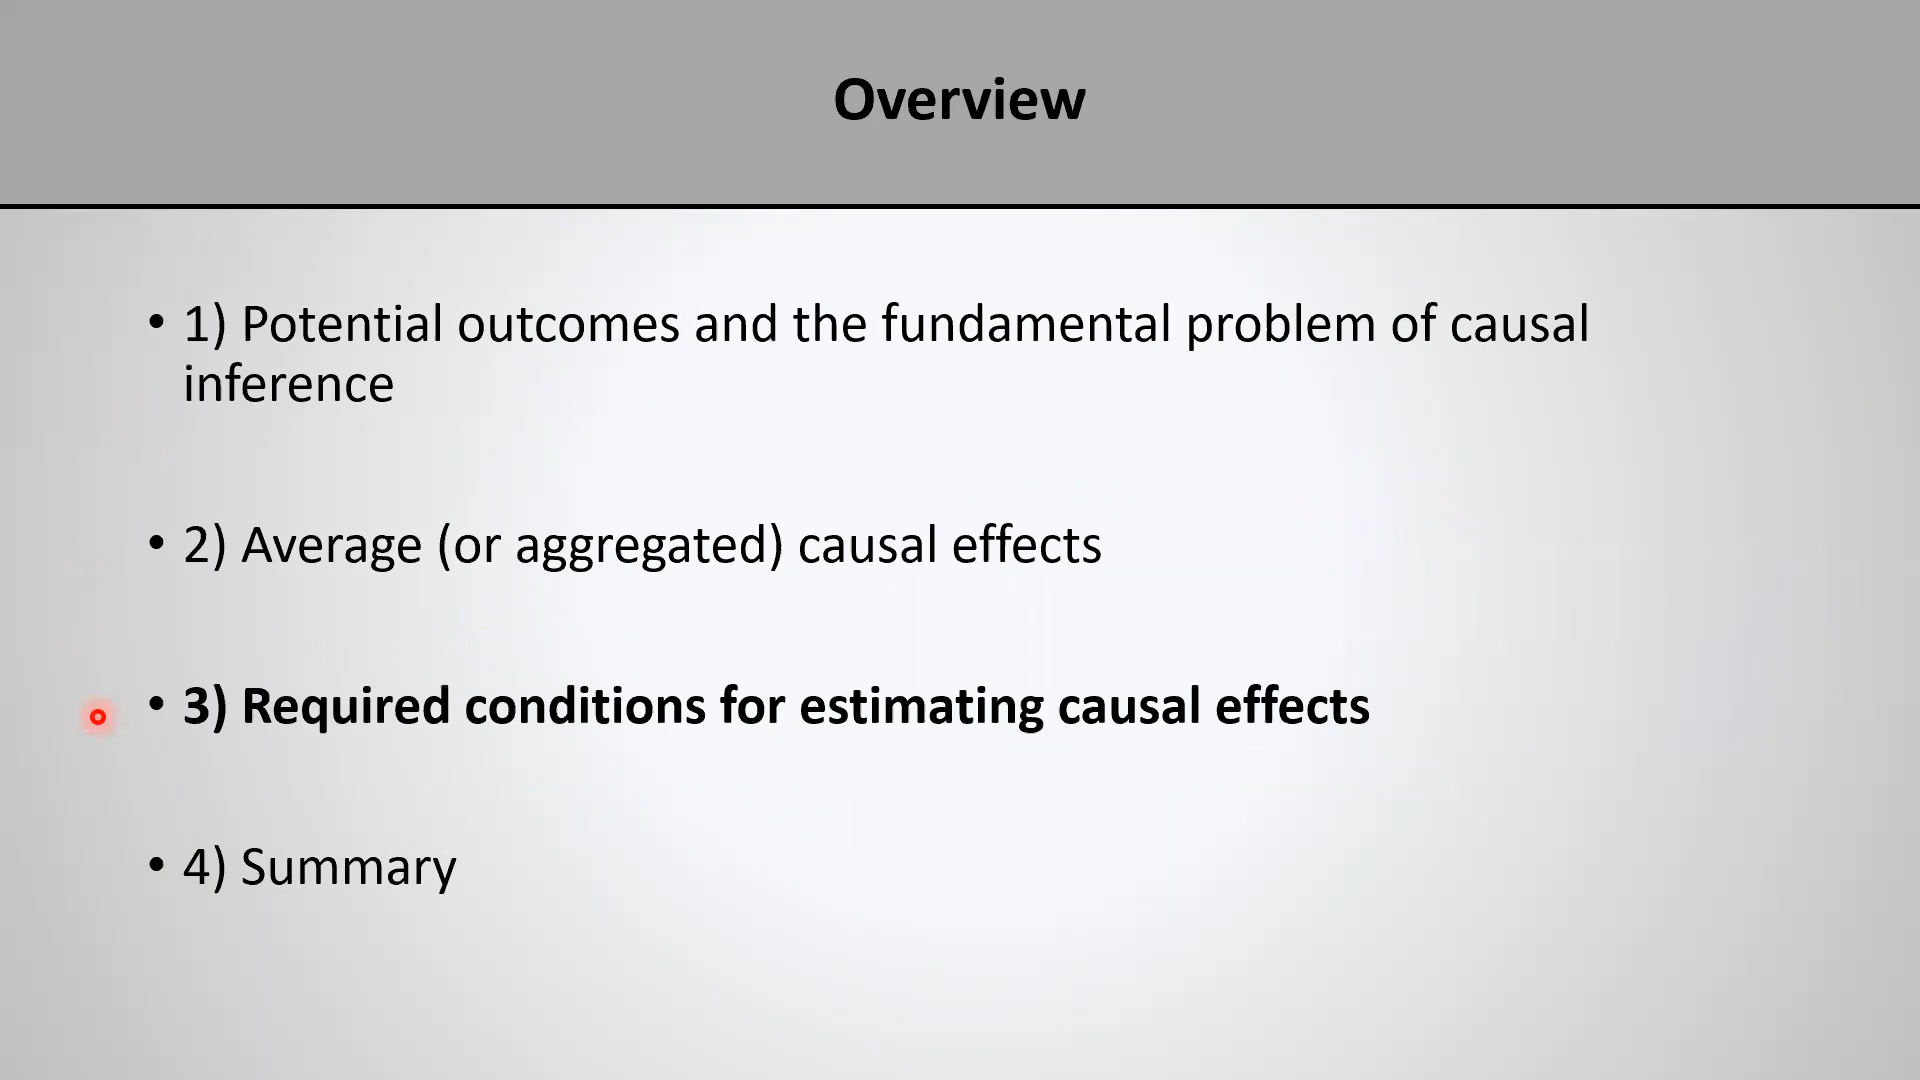 Overview
• 1) Potential outcomes and the fundamental problem of causal
inference
• 2) Average (or aggregated) causal effects
• 3) Required conditions for estimating causal effects
• 4) Summary